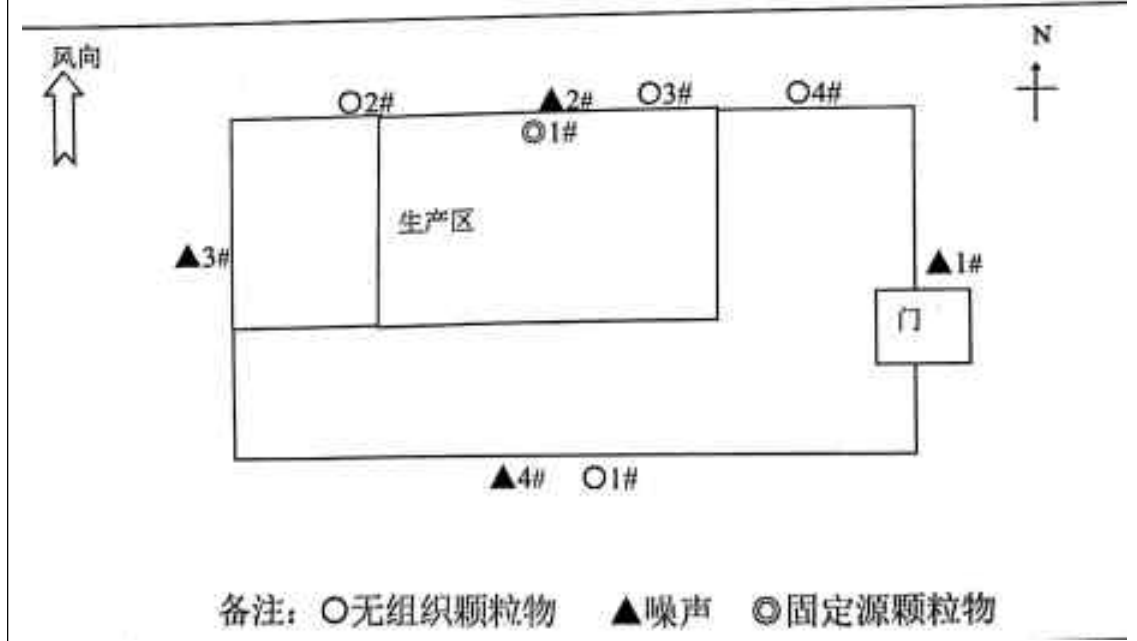 N
风向
○2# ▲2# ○3# ○4#
◎1#
生产区
▲3# ▲1#
门
▲4# ○1#
备注：○无组织颗粒物 ▲噪声 ◎固定源颗粒物